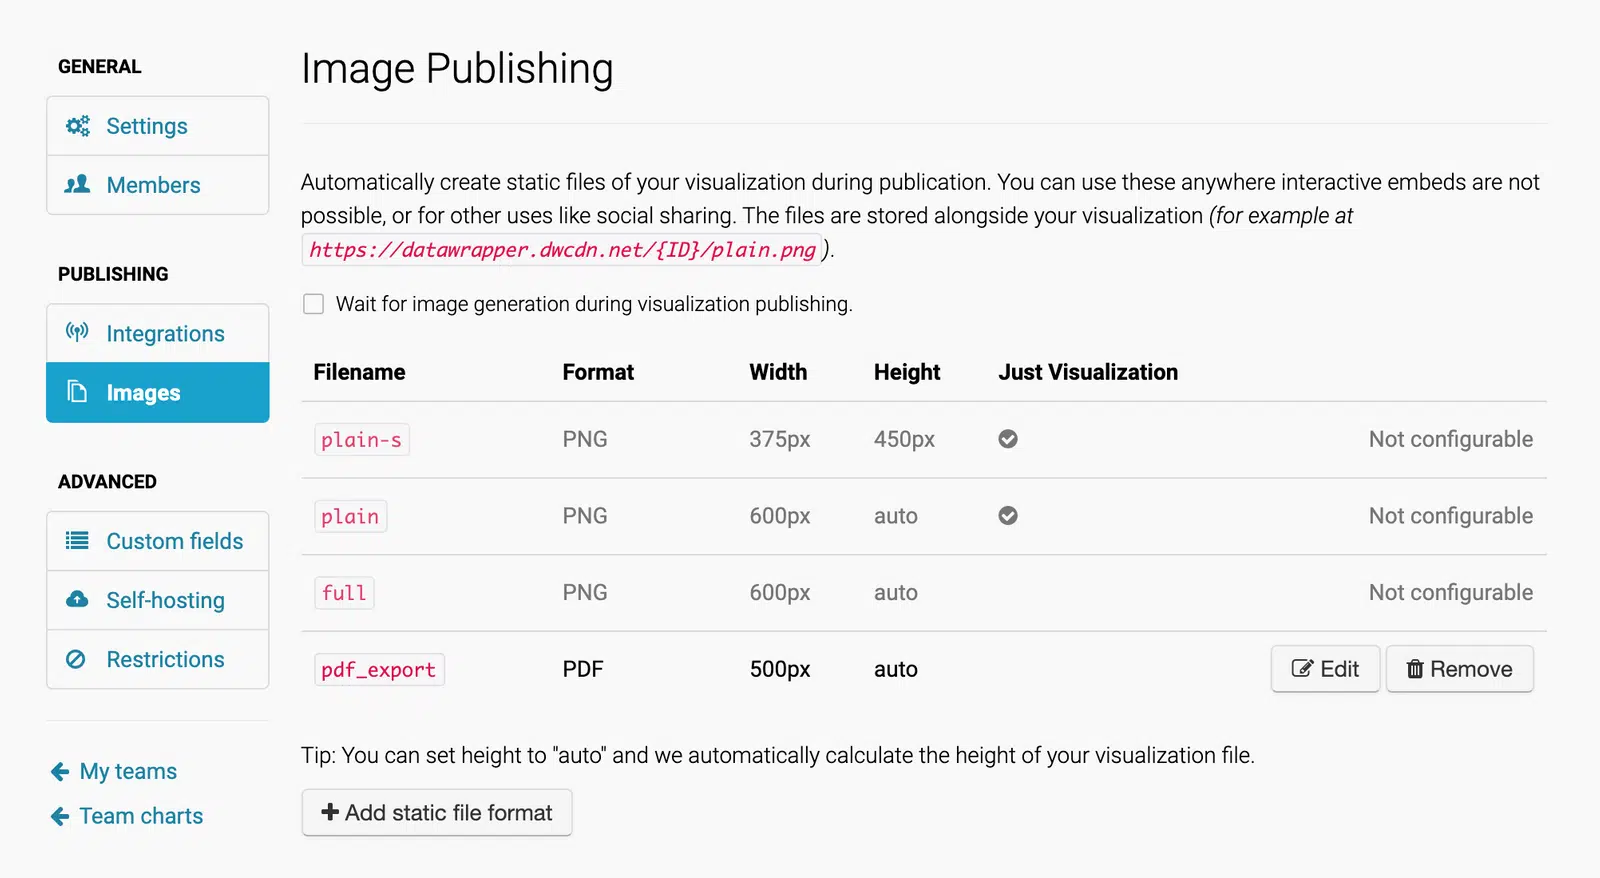 GENERAL
Settings
Members
PUBLISHING
Integrations
Images
ADVANCED
Custom fields
Self-hosting
Restrictions
My teams
Team charts
Image Publishing
Automatically create static files of your visualization during publication. You can use these anywhere interactive embeds are not
possible, or for other uses like social sharing. The files are stored alongside your visualization (for example at
https://datawrapper.dwcdn.net/{ID}/plain.png).
Wait for image generation during visualization publishing.
Filename Format Width Height Just Visualization
plain-s PNG 375px 450px Not configurable
plain PNG 600px auto Not configurable
full PNG 600px auto Not configurable
pdf_export PDF 500px auto Edit Remove
Tip: You can set height to "auto" and we automatically calculate the height of your visualization file.
+ Add static file format